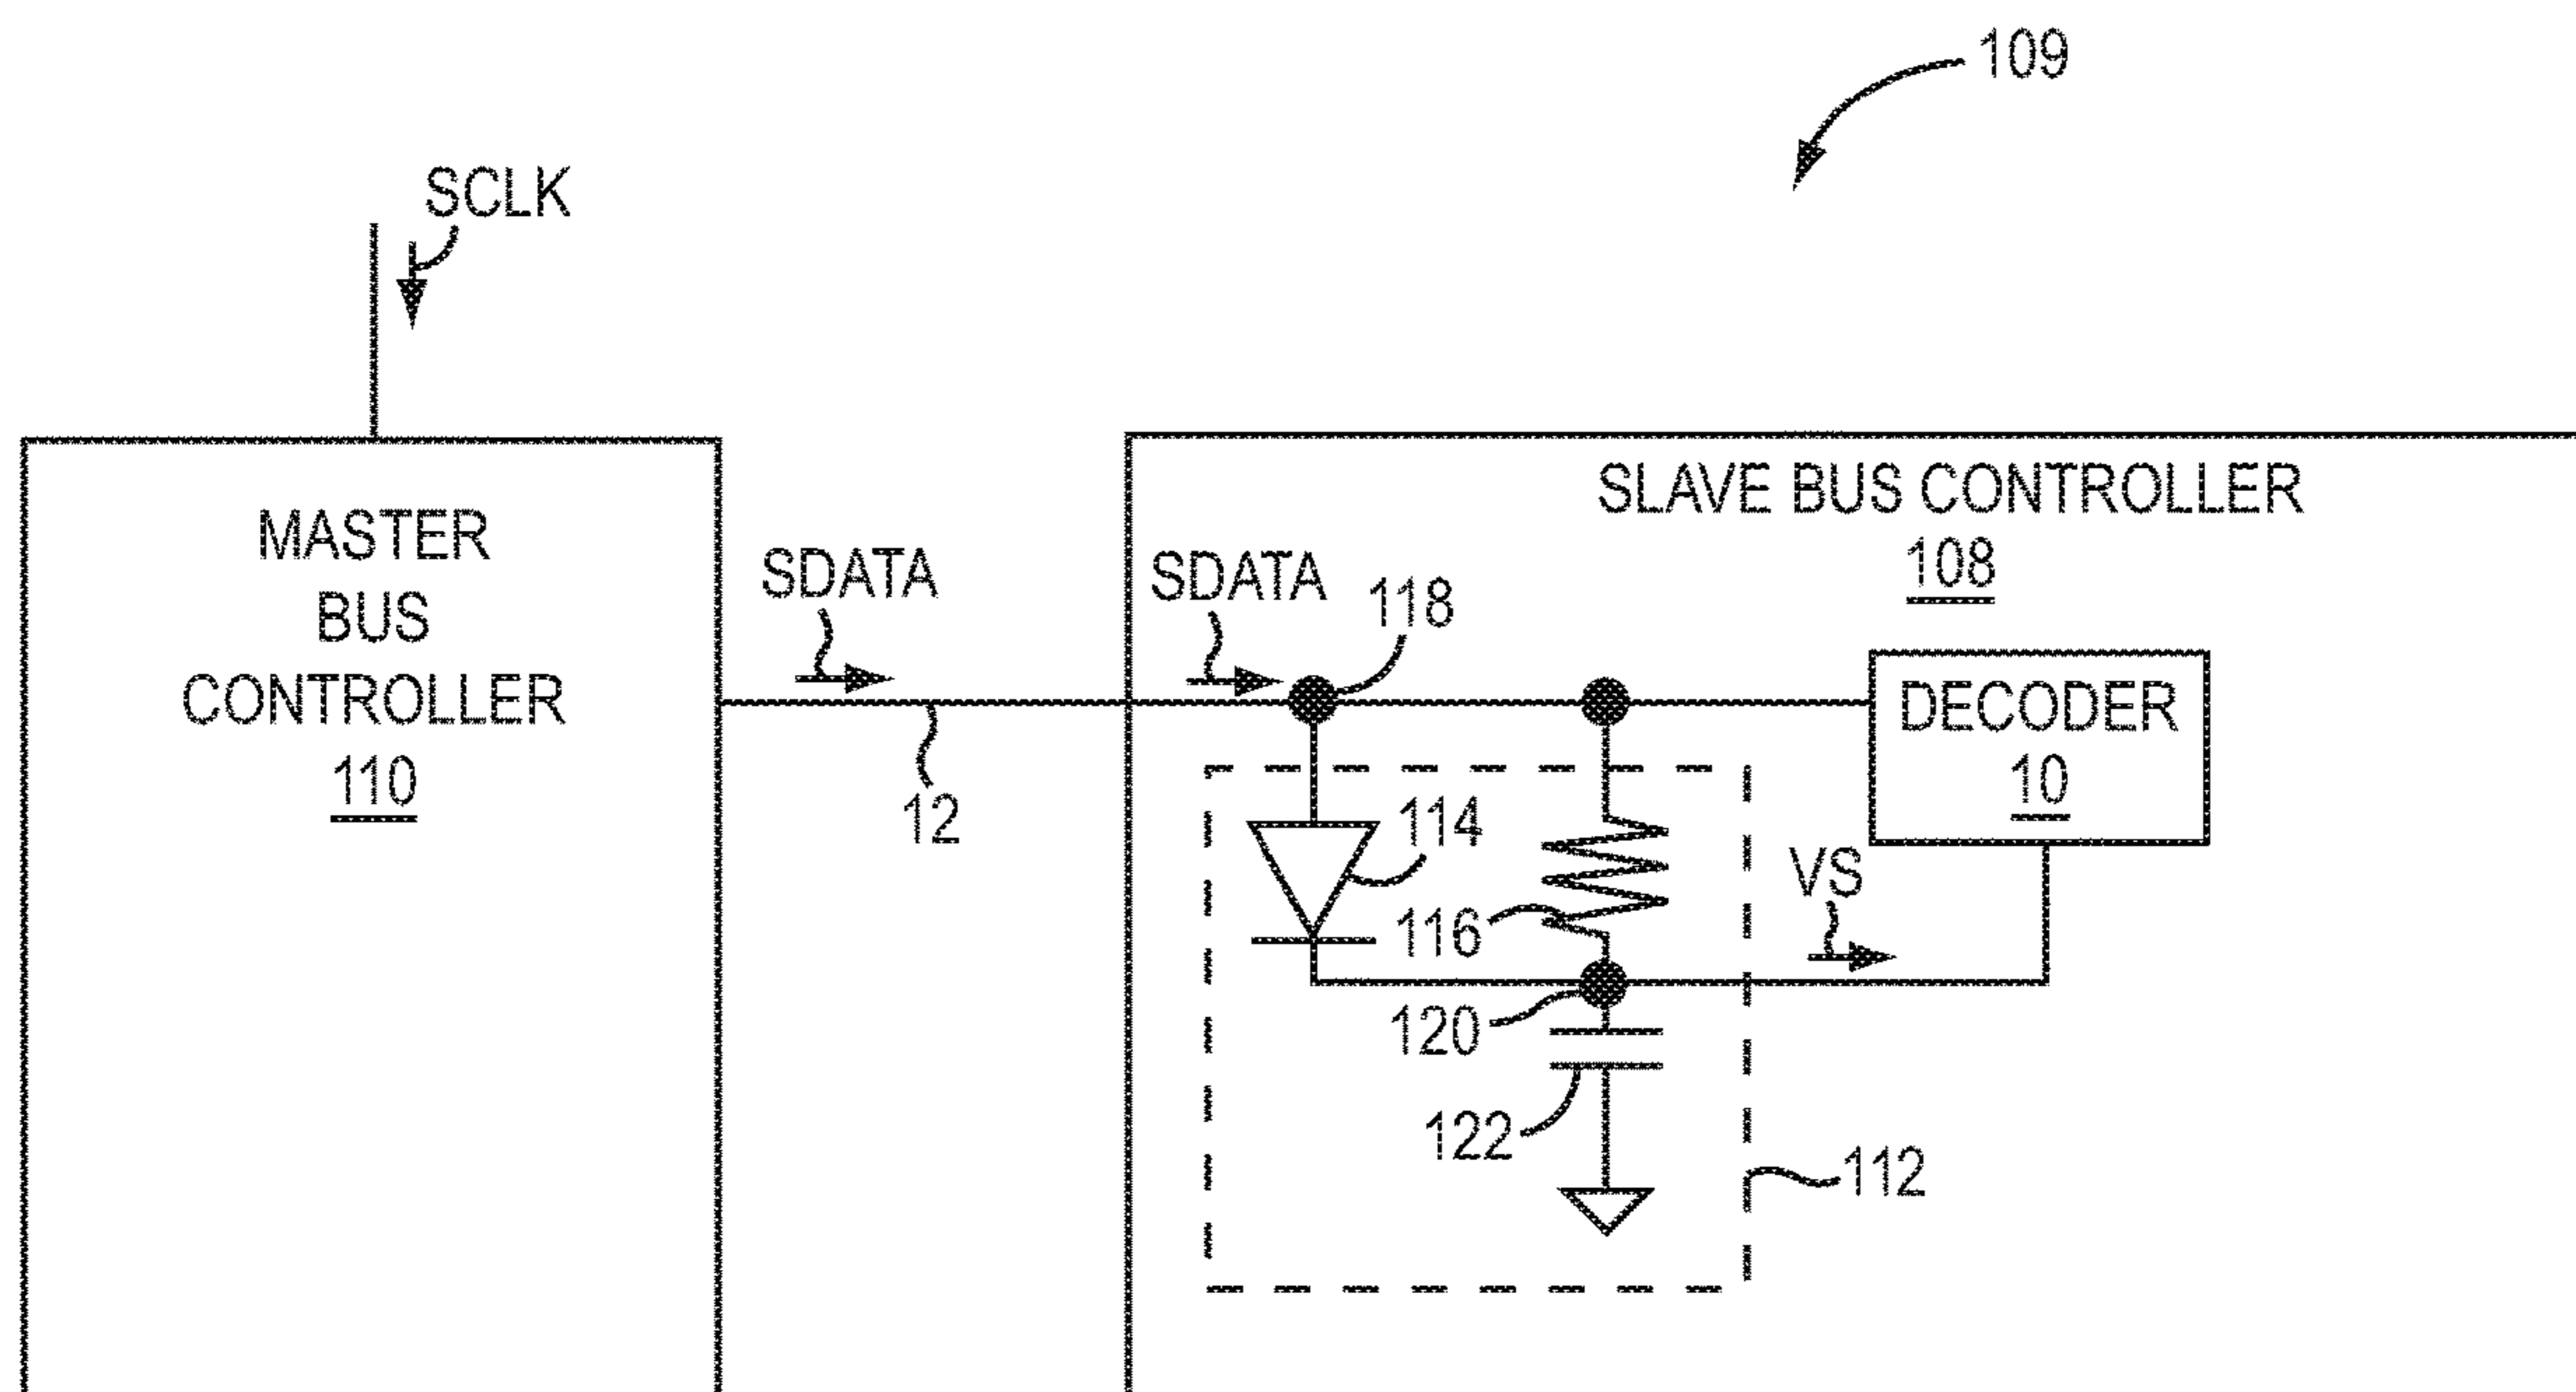 109
SCLK
MASTER
BUS
CONTROLLER
110
SDATA
12
SLAVE BUS CONTROLLER
108
SDATA
118
DECODER
10
114
116
VS
120
122
112